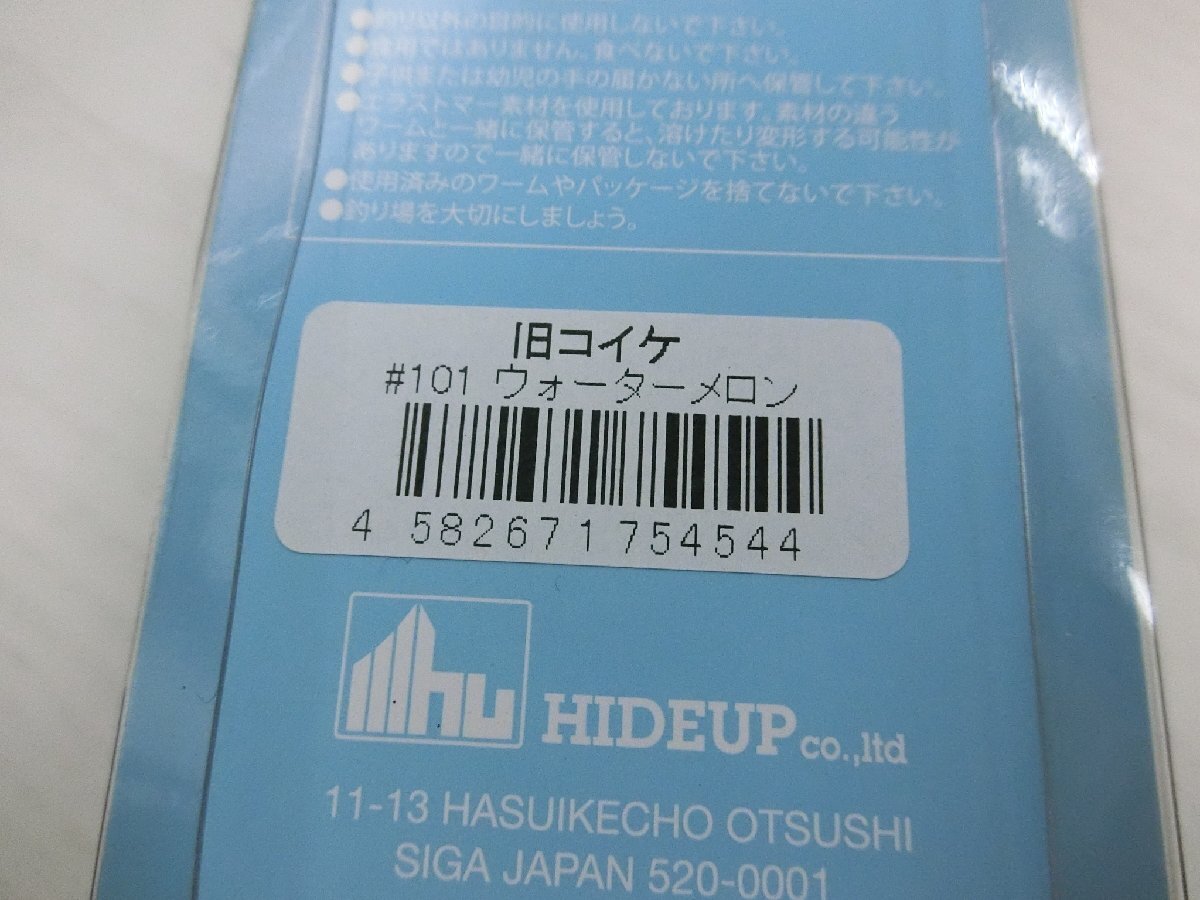 ●釣り以外の目的に使用しないで下さい。
●食用ではありません。食べないで下さい。
●子供または幼児の手の届かない所へ保管して下さい。
●エラストマー素材を使用しております。素材の違う
ワームと一緒に保管すると、溶けたり変形する可能性が
ありますので一緒に保管しないで下さい。
●使用済みのワームやパッケージを捨てないで下さい。
●釣り場を大切にしましょう。
旧コイケ
#101 ウォーターメロン
4 582671 754544
hu HIDEUP co.,ltd
11-13 HASUIKECHO OTSUSHI
SIGA JAPAN 520-0001